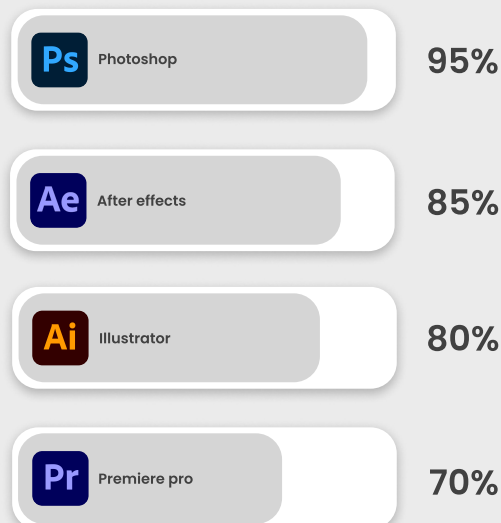 Ps Photoshop 95%
Ae After effects 85%
Ai Illustrator 80%
Pr Premiere pro 70%